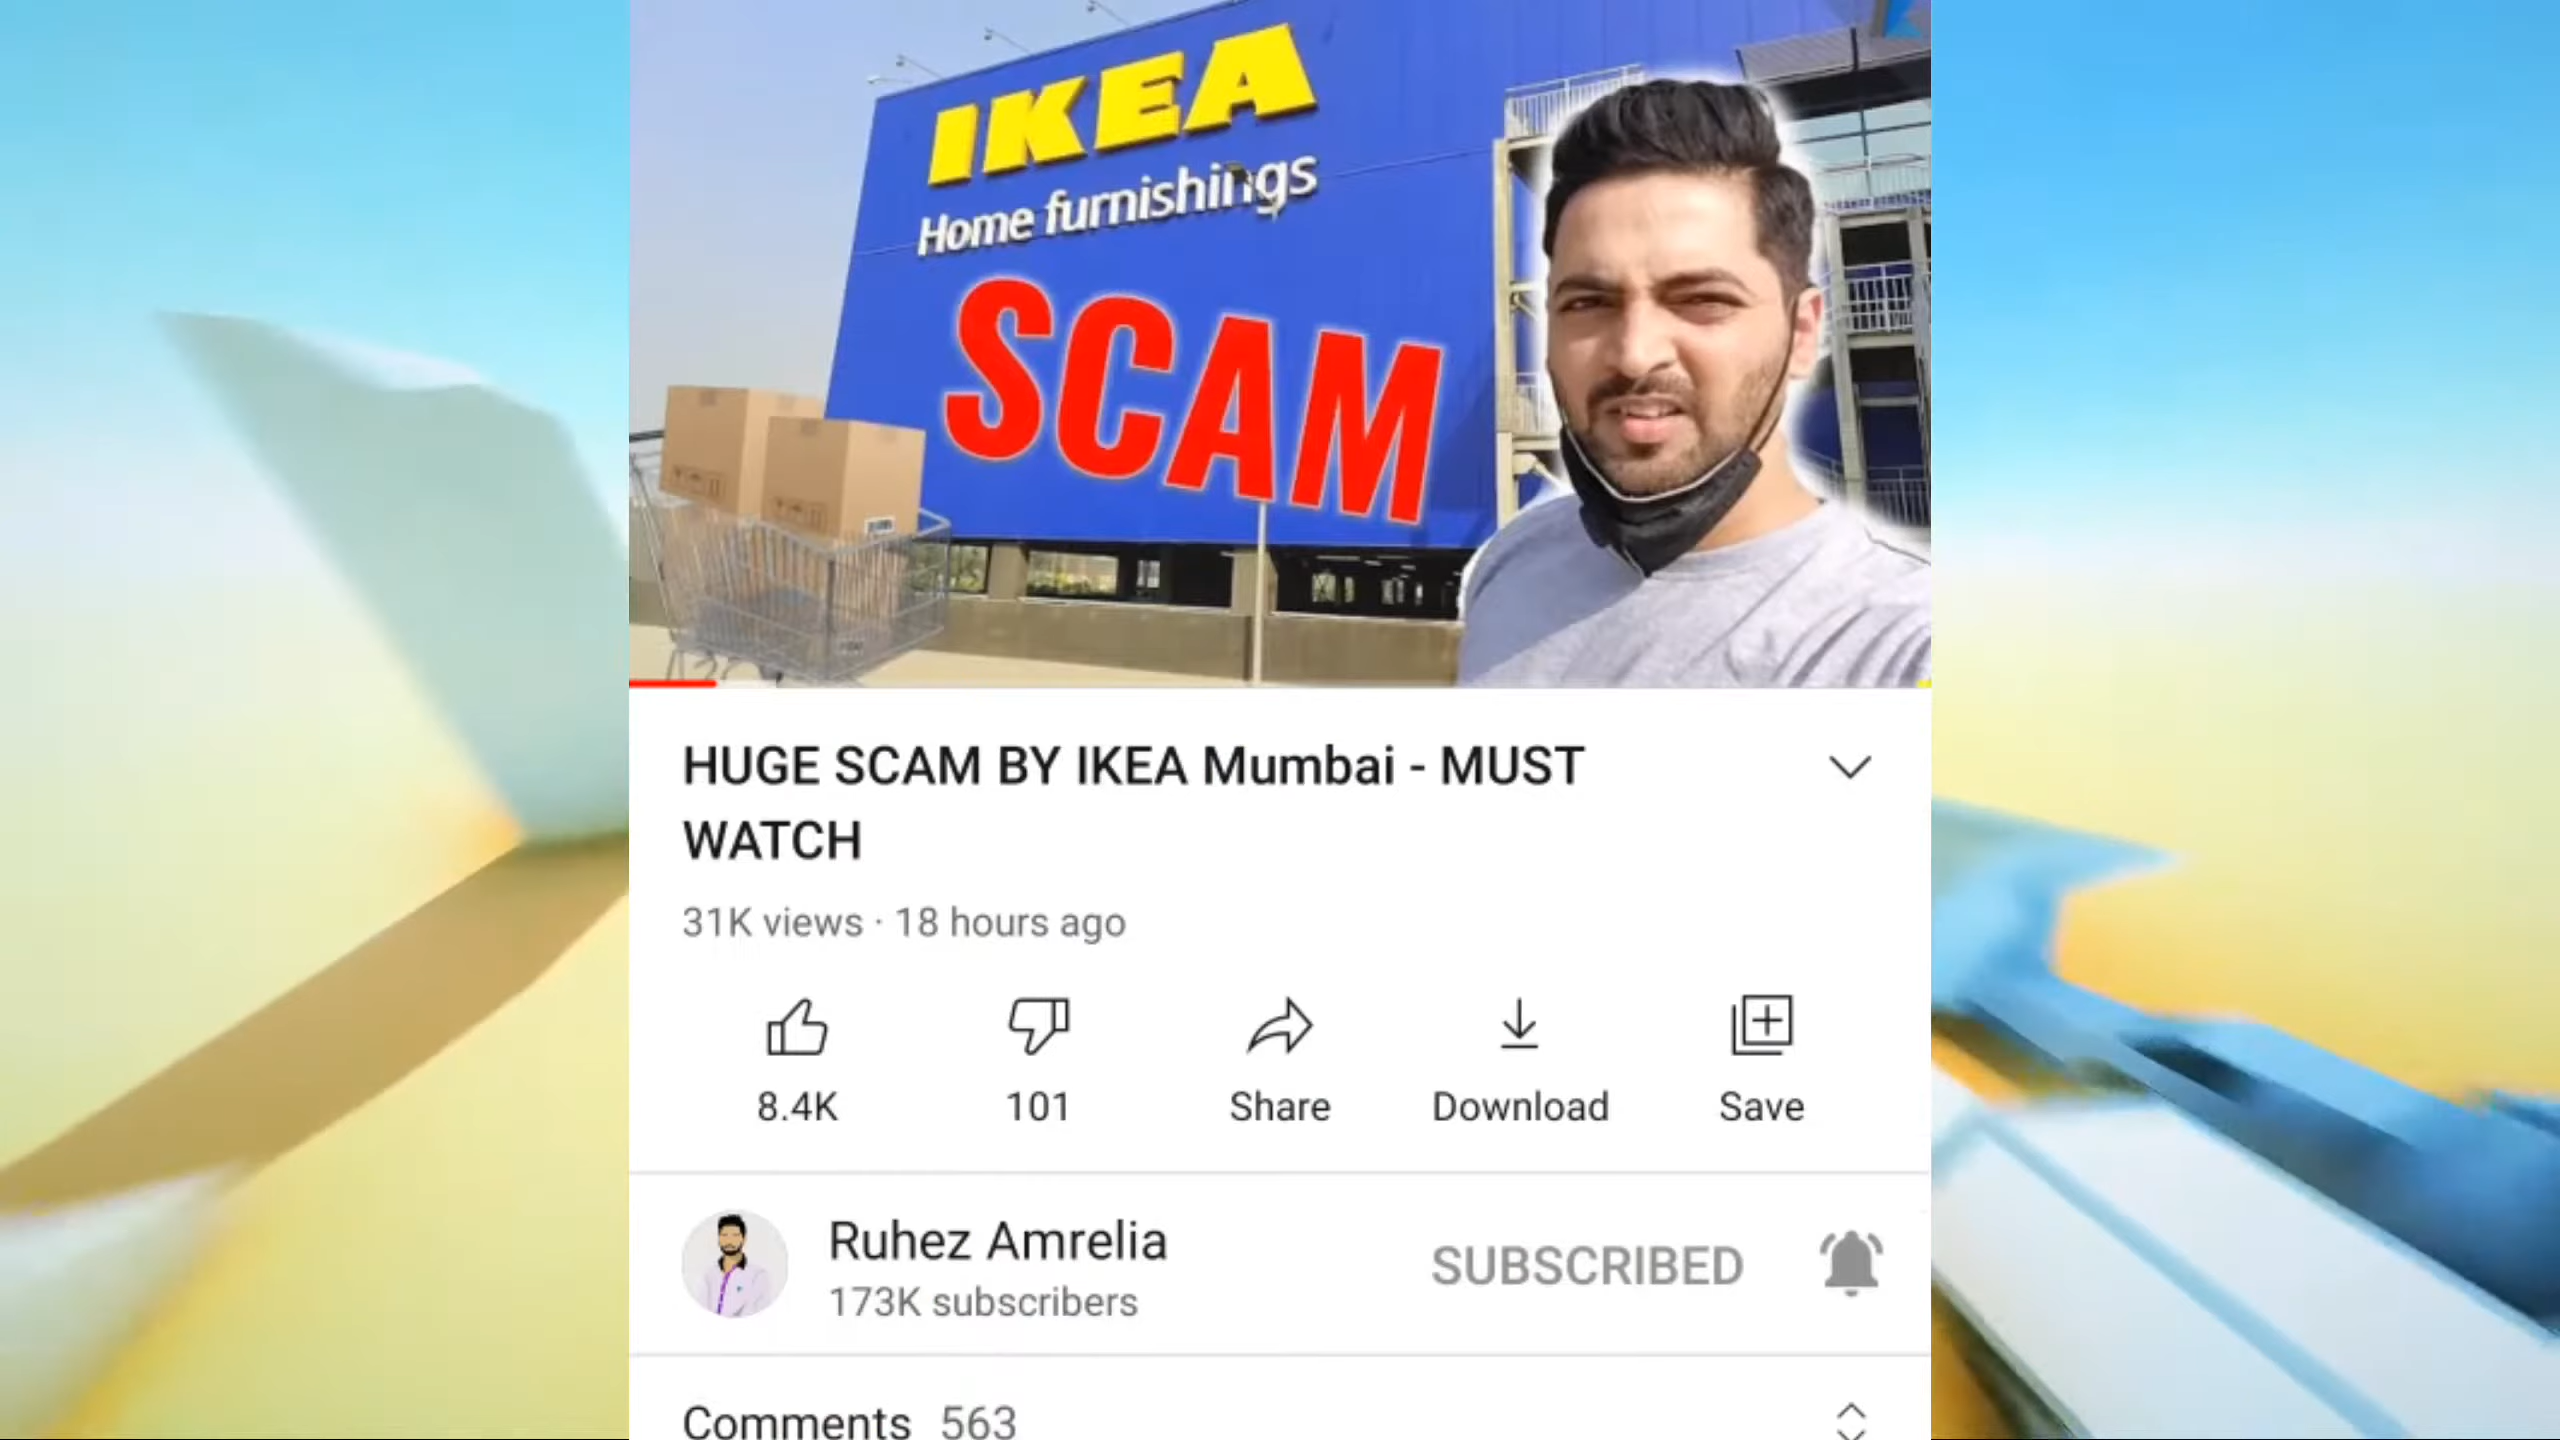 IKEA
Home furnishings
SCAM
HUGE SCAM BY IKEA Mumbai - MUST
WATCH
31K views · 18 hours ago
8.4K
101
Share
Download
Save
Ruhez Amrelia
173K subscribers
SUBSCRIBED
Comments 563